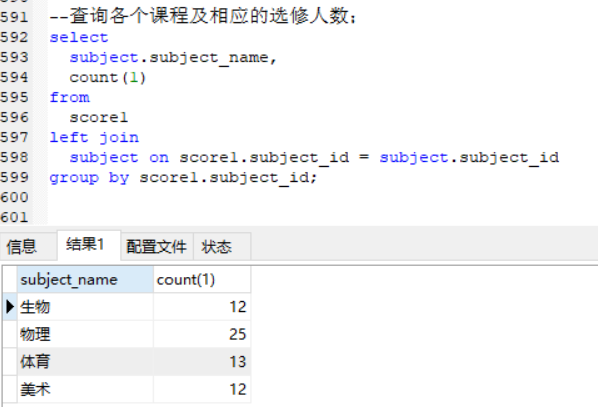 591 --查询各个课程及相应的选修人数;
592 select
593 subject.subject_name,
594 count(1)
595 from
596 score1
597 left join
598 subject on score1.subject_id = subject.subject_id
599 group by score1.subject_id;
600
601
信息 结果1 配置文件 状态
subject_name count(1)
生物 12
物理 25
体育 13
美术 12